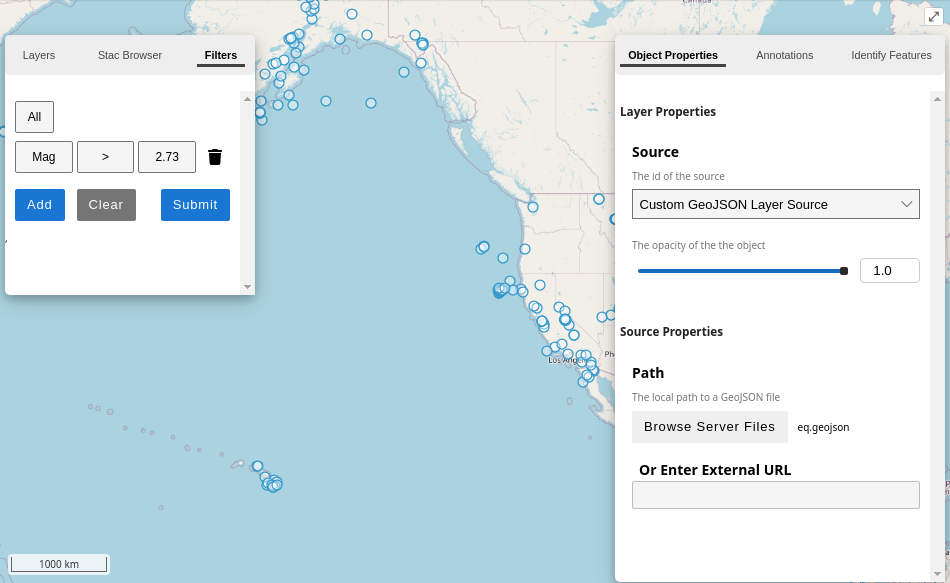 Canada
Layers
Stac Browser
Filters
All
Mag
>
2.73
Add
Clear
Submit
,
Object Properties
Annotations
Identify Features
Layer Properties
Source
The id of the source
Custom GeoJSON Layer Source
The opacity of the the object
1.0
Source Properties
Path
The local path to a GeoJSON file
Browse Server Files
eq.geojson
Or Enter External URL
1000 km